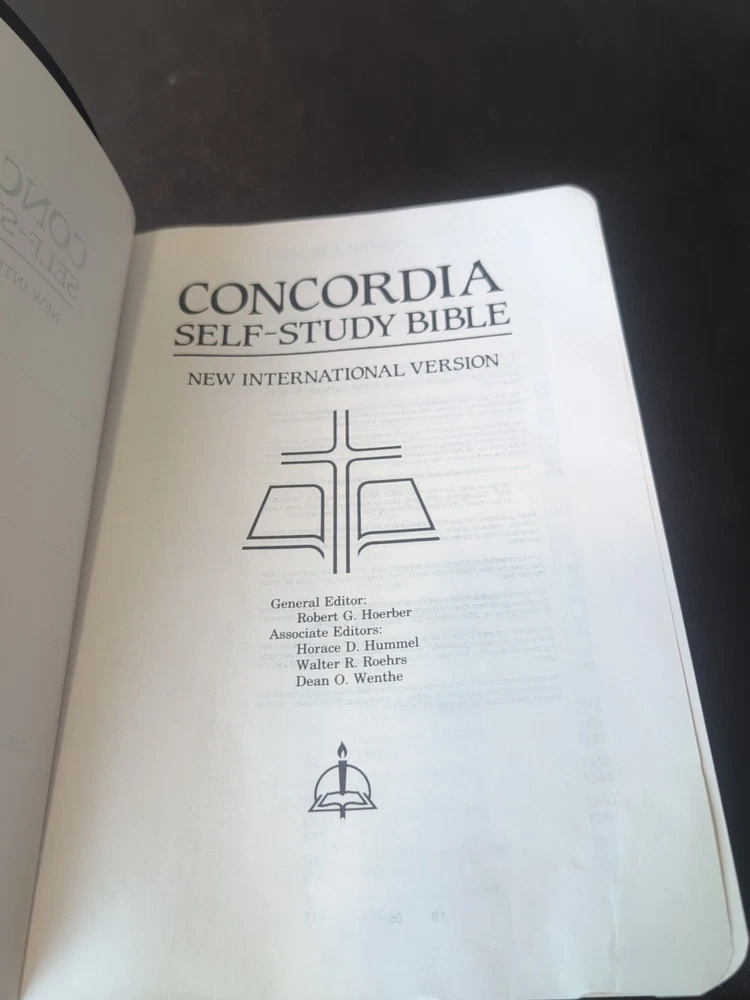 CONCORDIA
SELF-STUDY BIBLE
NEW INTERNATIONAL VERSION
General Editor:
Robert G. Hoerber
Associate Editors:
Horace D. Hummel
Walter R. Roehrs
Dean O. Wenthe